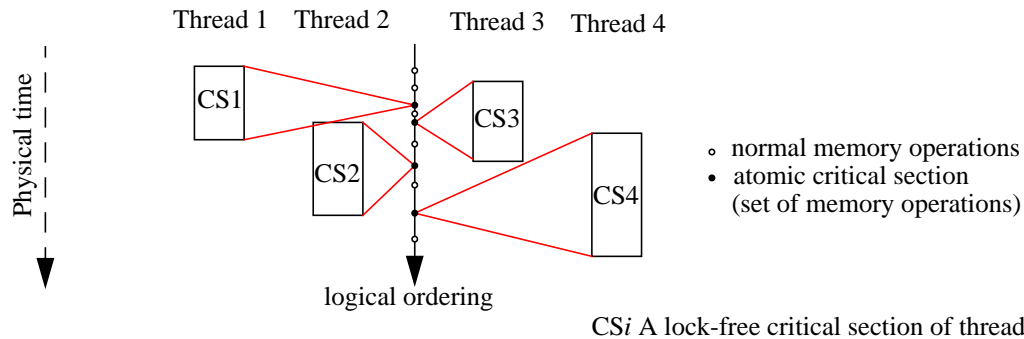 Thread 1
Thread 2
Thread 3
Thread 4
Physical time
CS1
CS2
CS3
CS4
normal memory operations
atomic critical section
(set of memory operations)
logical ordering
CSi A lock-free critical section of thread